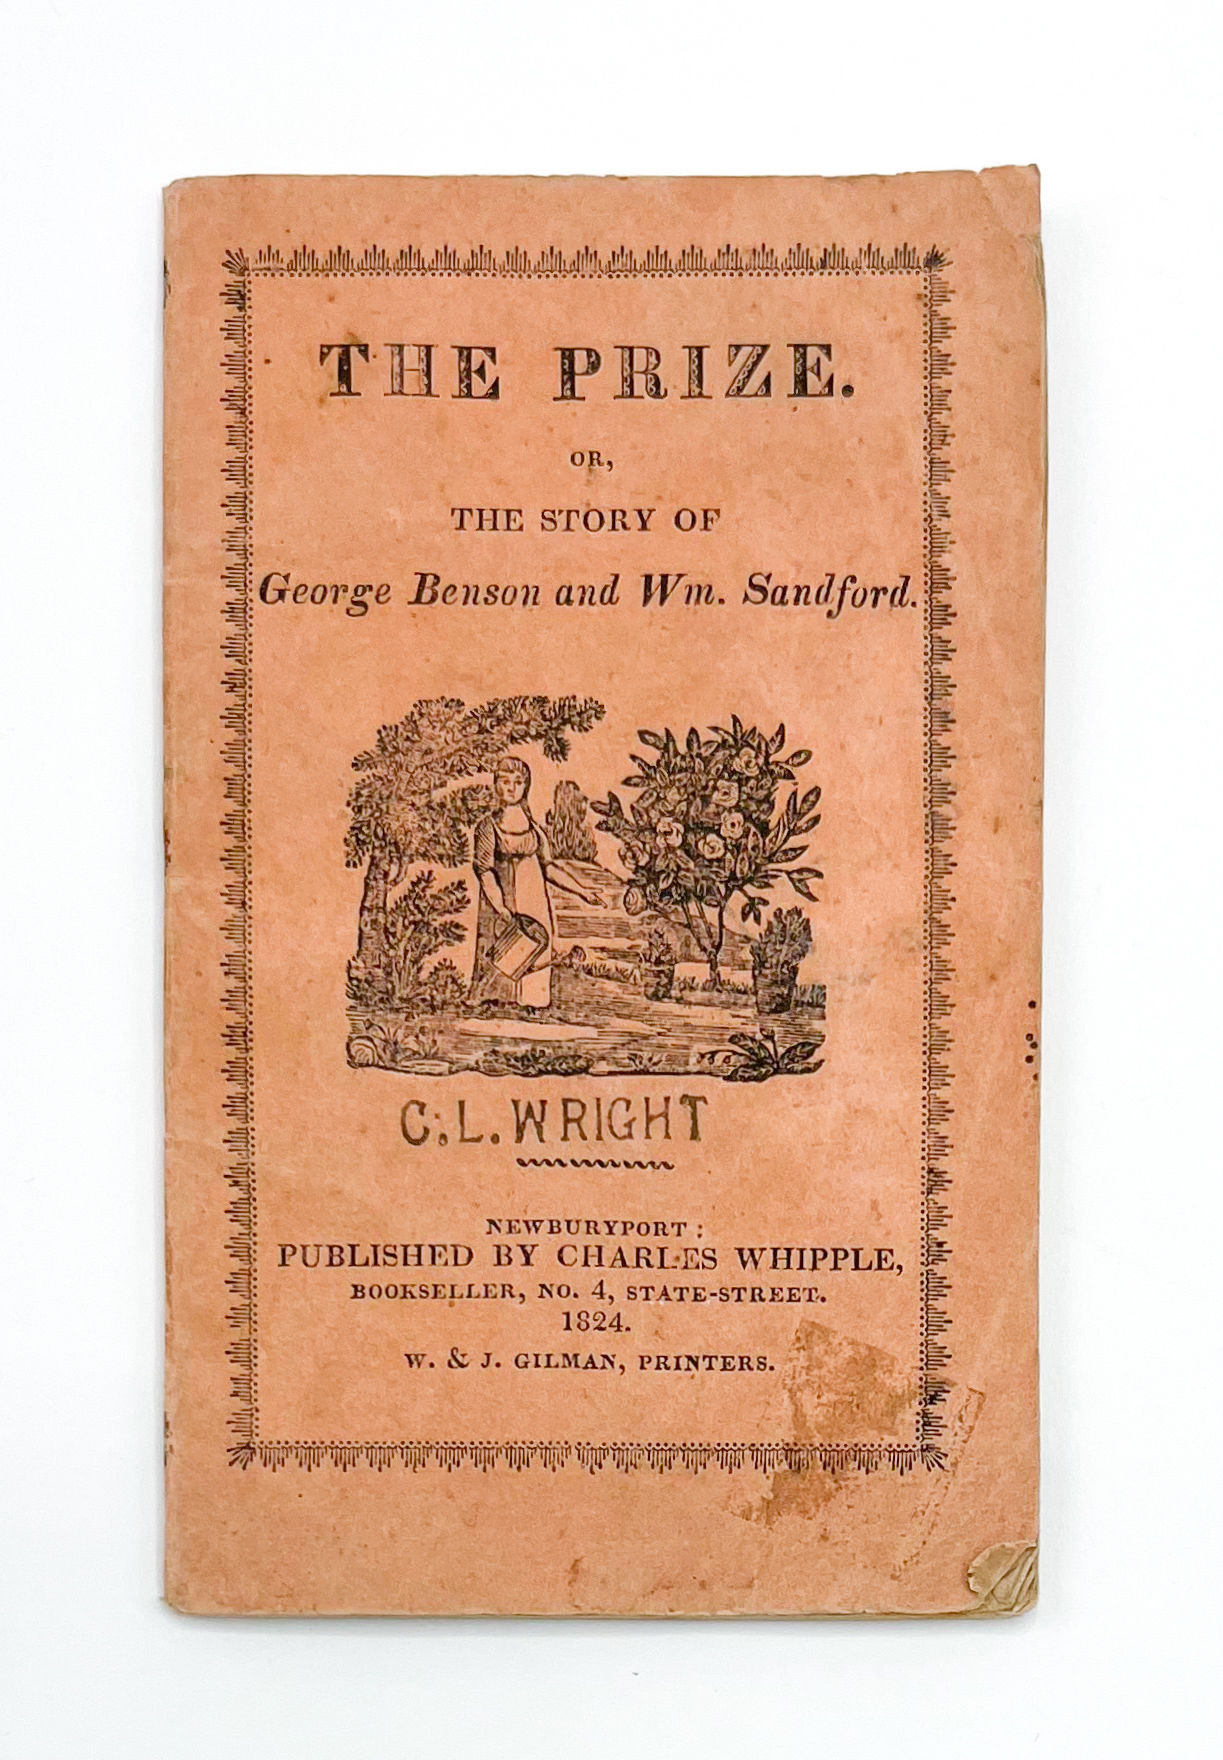 THE PRIZE.
OR,
THE STORY OF
George Benson and Wm. Sandford.
C. L. WRIGHT
NEWBURYPORT:
PUBLISHED BY CHARLES WHIPPLE,
BOOKSELLER, NO. 4, STATE-STREET.
1824.
W. & J. GILMAN, PRINTERS.